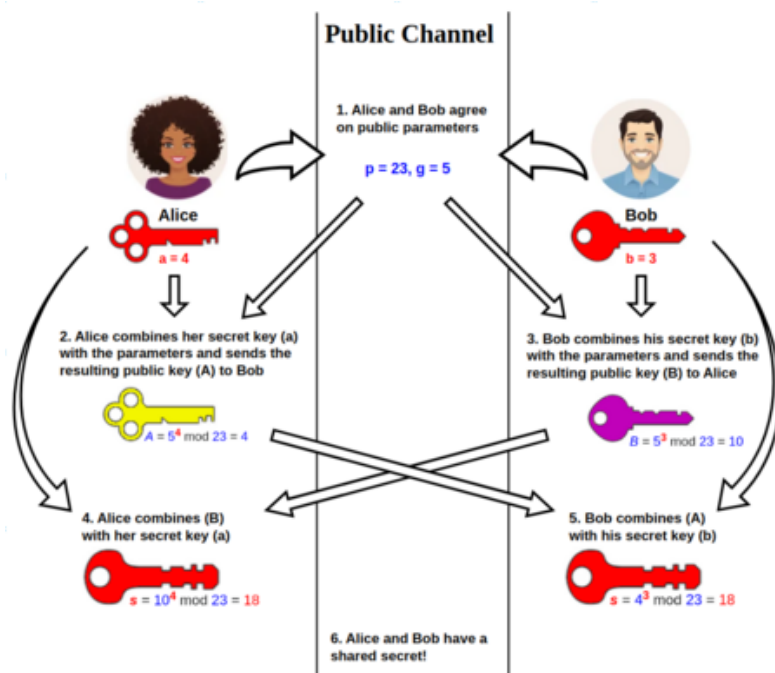 Public Channel
1. Alice and Bob agree
on public parameters
p = 23, g = 5
Alice
a = 4
Bob
b = 3
2. Alice combines her secret key (a)
with the parameters and sends the
resulting public key (A) to Bob
A = 5⁴ mod 23 = 4
3. Bob combines his secret key (b)
with the parameters and sends the
resulting public key (B) to Alice
B = 5³ mod 23 = 10
4. Alice combines (B)
with her secret key (a)
s = 10⁴ mod 23 = 18
5. Bob combines (A)
with his secret key (b)
s = 4³ mod 23 = 18
6. Alice and Bob have a
shared secret!